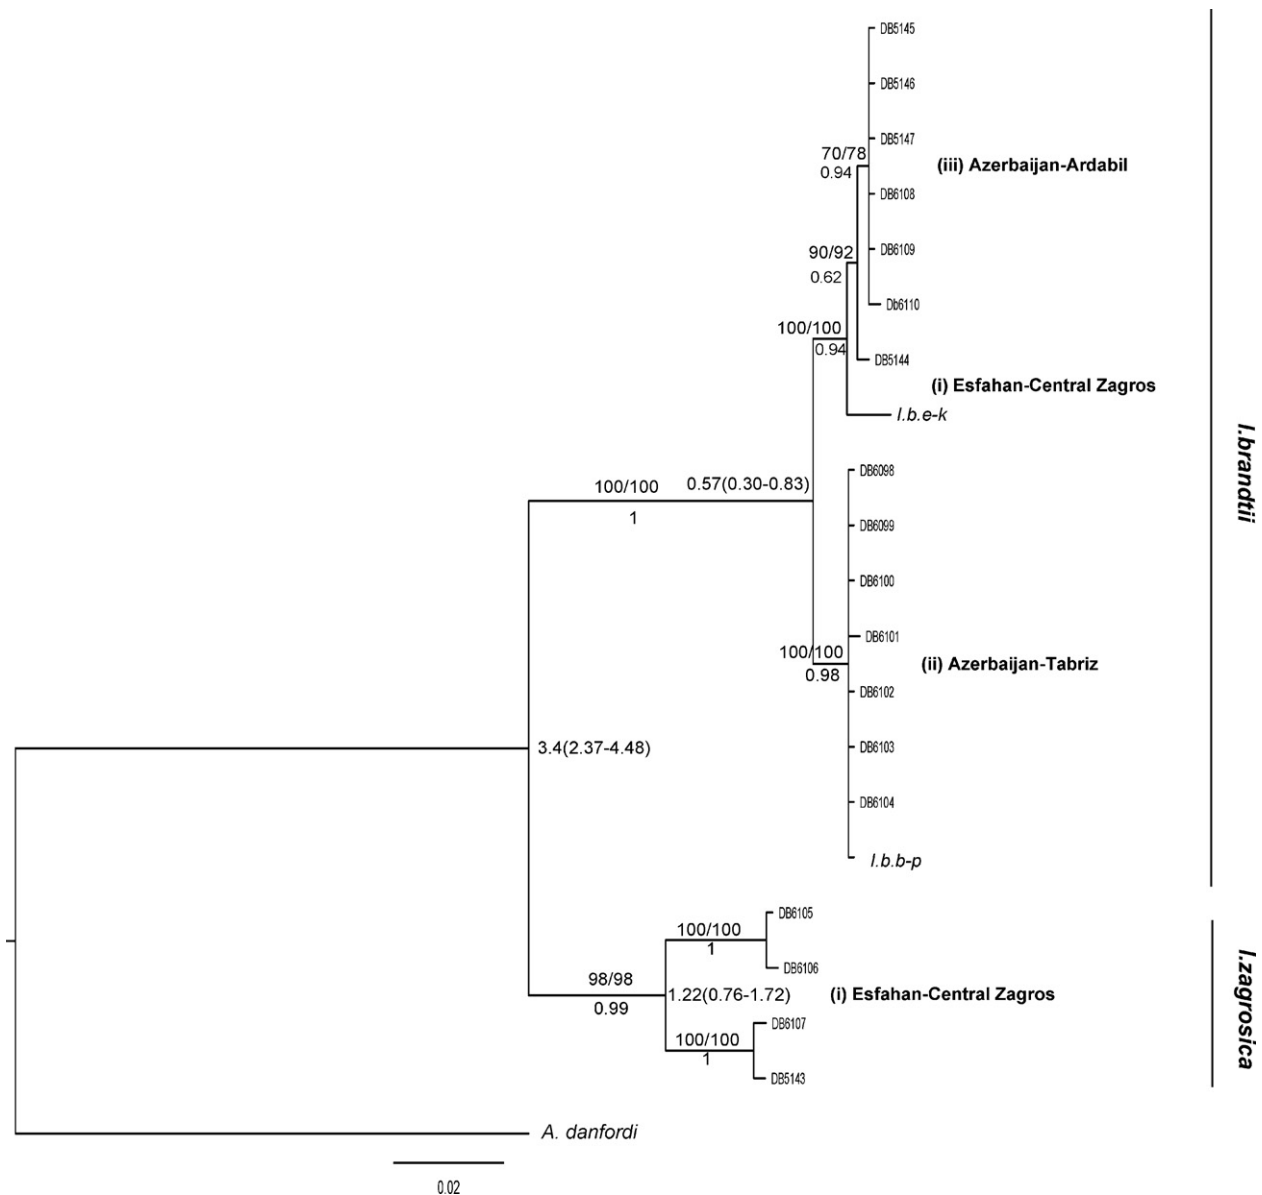 DB5145
DB5146
DB5147
70/78
0.94
(iii) Azerbaijan-Ardabil
DB6108
DB6109
90/92
0.62
Db6110
100/100
0.94
DB5144
(i) Esfahan-Central Zagros
I.b.e-k
I.brandtii
DB6098
100/100
0.57(0.30-0.83)
1
DB6099
DB6100
DB6101
100/100
0.98
(ii) Azerbaijan-Tabriz
DB6102
DB6103
3.4(2.37-4.48)
DB6104
I.b.b-p
DB6105
100/100
1
DB6106
98/98
0.99
1.22(0.76-1.72)
(i) Esfahan-Central Zagros
I.zagrosica
DB6107
100/100
1
DB5143
A. danfordi
0.02